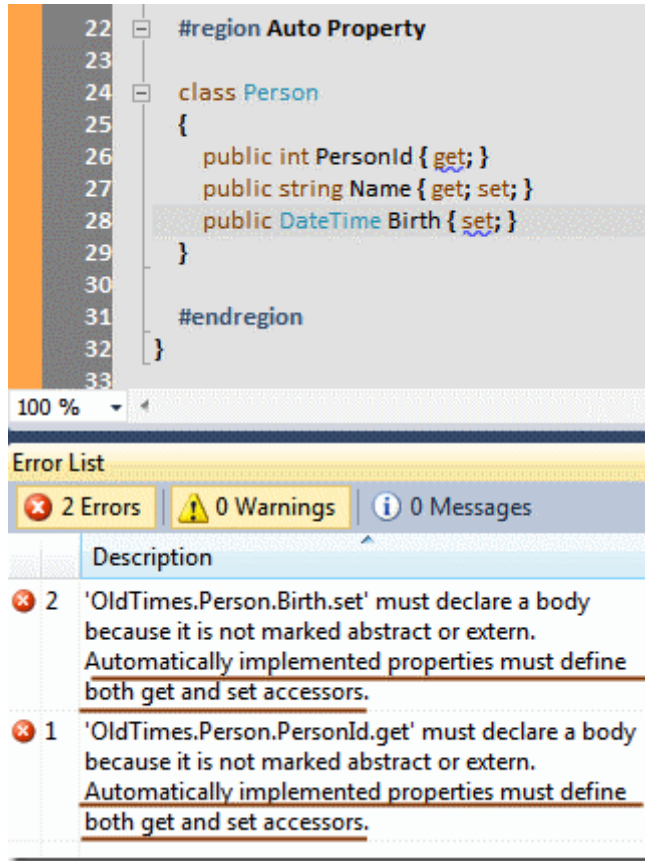 22 #region Auto Property
23
24 class Person
25 {
26 public int PersonId { get; }
27 public string Name { get; set; }
28 public DateTime Birth { set; }
29 }
30
31 #endregion
32 }
33
100 %
Error List
2 Errors 0 Warnings 0 Messages
Description
2 'OldTimes.Person.Birth.set' must declare a body
because it is not marked abstract or extern.
Automatically implemented properties must define
both get and set accessors.
1 'OldTimes.Person.PersonId.get' must declare a body
because it is not marked abstract or extern.
Automatically implemented properties must define
both get and set accessors.